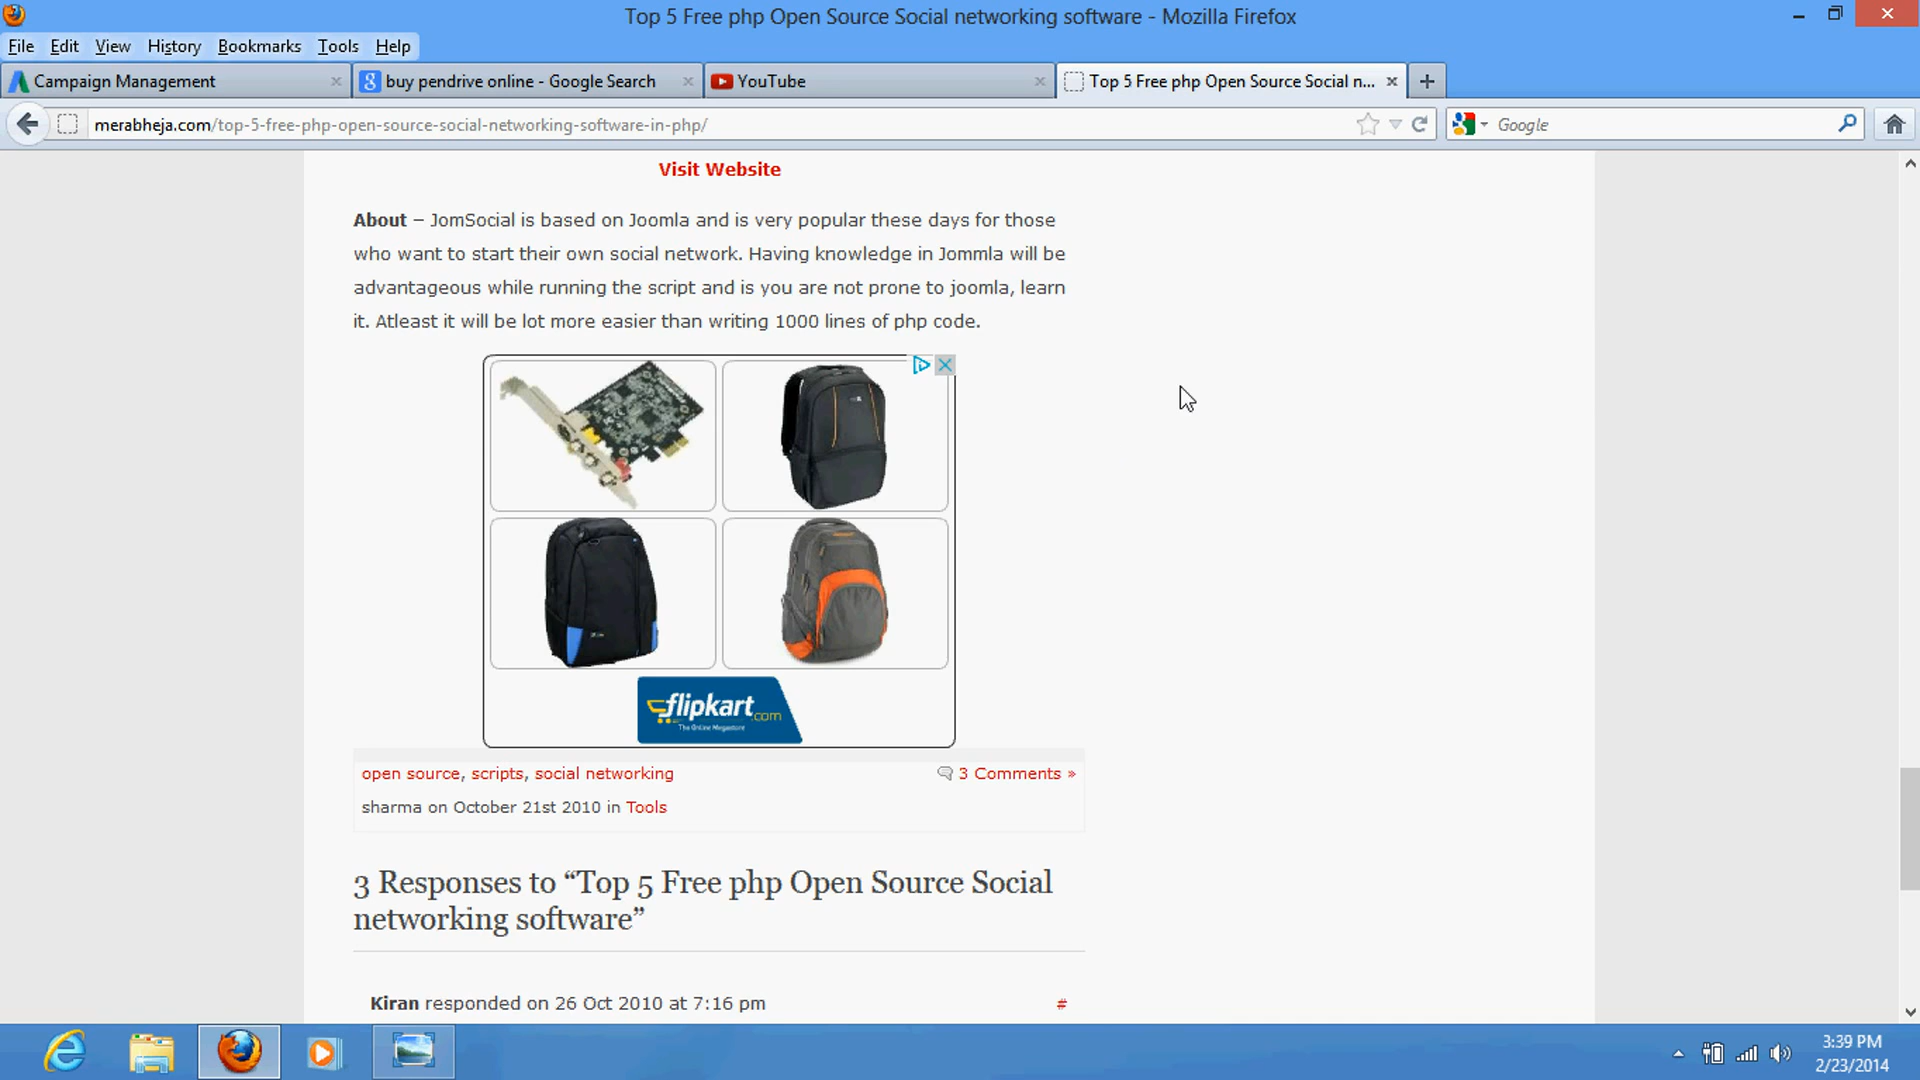 Top 5 Free php Open Source Social networking software - Mozilla Firefox
File Edit View History Bookmarks Tools Help
Campaign Management
buy pendrive online - Google Search
YouTube
Top 5 Free php Open Source Social n...
merabheja.com/top-5-free-php-open-source-social-networking-software-in-php/
Google
Visit Website
About – JomSocial is based on Joomla and is very popular these days for those
who want to start their own social network. Having knowledge in Jommla will be
advantageous while running the script and is you are not prone to joomla, learn
it. Atleast it will be lot more easier than writing 1000 lines of php code.
flipkart.com
The Online Megastore
open source, scripts, social networking
3 Comments »
sharma on October 21st 2010 in Tools
3 Responses to “Top 5 Free php Open Source Social
networking software”
Kiran responded on 26 Oct 2010 at 7:16 pm
#
3:39 PM
2/23/2014